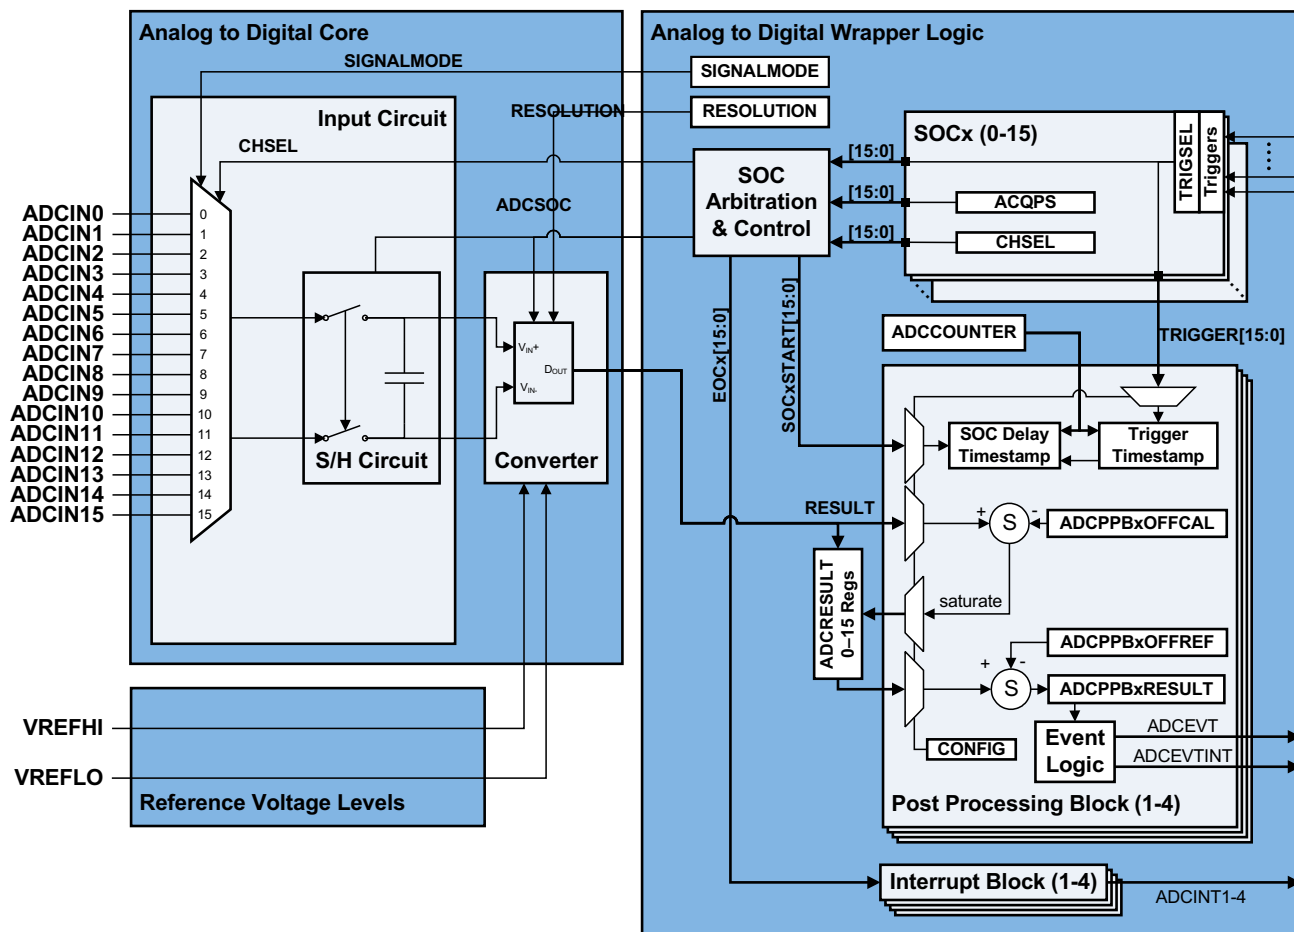 Analog to Digital Core
SIGNALMODE
Input Circuit
RESOLUTION
CHSEL
ADCSOC
ADCIN0
ADCIN1
ADCIN2
ADCIN3
ADCIN4
ADCIN5
ADCIN6
ADCIN7
ADCIN8
ADCIN9
ADCIN10
ADCIN11
ADCIN12
ADCIN13
ADCIN14
ADCIN15
0
1
2
3
4
5
6
7
8
9
10
11
12
13
14
15
S/H Circuit
VIN+
DOUT
VIN-
Converter
VREFHI
VREFLO
Reference Voltage Levels
Analog to Digital Wrapper Logic
SIGNALMODE
RESOLUTION
SOC
Arbitration
& Control
[15:0]
[15:0]
[15:0]
SOCx (0-15)
ACQPS
CHSEL
TRIGSEL
Triggers
EOCx[15:0]
SOCxSTART[15:0]
ADCCOUNTER
TRIGGER[15:0]
SOC Delay
Timestamp
Trigger
Timestamp
RESULT
+
S
-
ADCPPBxOFFCAL
ADCRESULT
0–15 Regs
saturate
ADCPPBxOFFREF
+
-
S
ADCPPBxRESULT
CONFIG
Event
Logic
ADCEVT
ADCEVTINT
Post Processing Block (1-4)
Interrupt Block (1-4)
ADCINT1-4